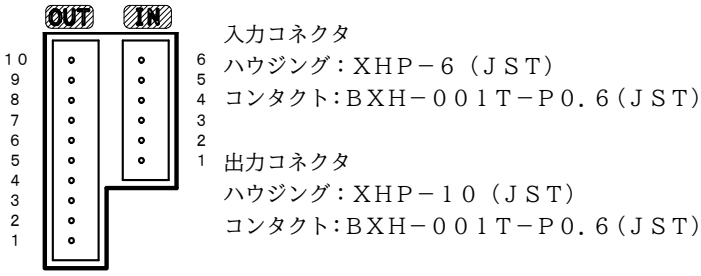 OUT
IN
10
9
8
7
6
5
4
3
2
1
6
5
4
3
2
1
入力コネクタ
ハウジング：ＸＨＰ－６（ＪＳＴ）
コンタクト：ＢＸＨ－００１Ｔ－Ｐ０．６（ＪＳＴ）
出力コネクタ
ハウジング：ＸＨＰ－１０（ＪＳＴ）
コンタクト：ＢＸＨ－００１Ｔ－Ｐ０．６（ＪＳＴ）